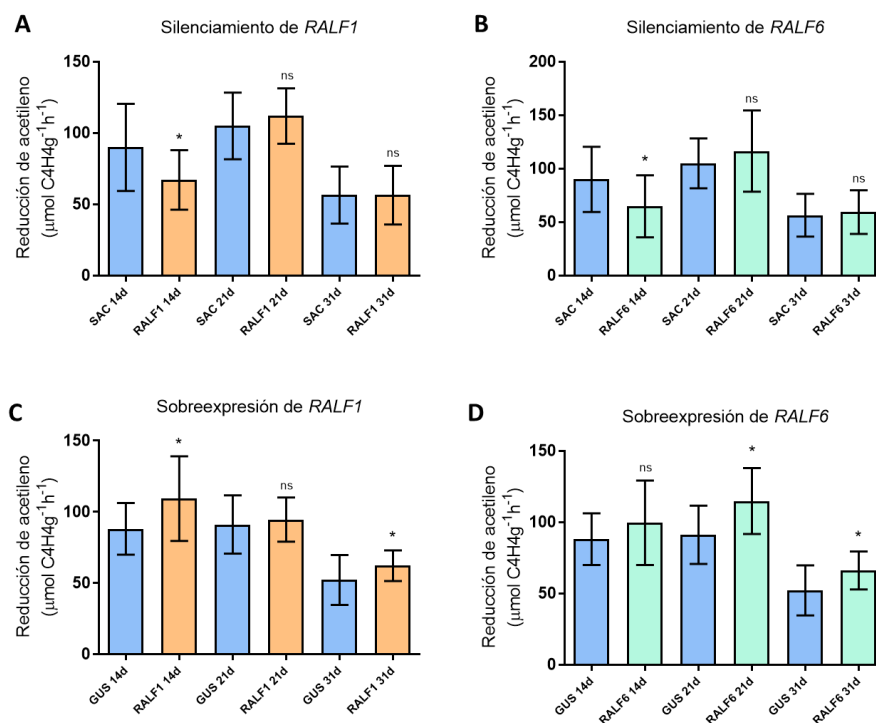 A
Silenciamiento de RALF1
Reducción de acetileno
(µmol C4H4g⁻¹h⁻¹)
150
100
50
0
*
ns
ns
SAC 14d
RALF1 14d
SAC 21d
RALF1 21d
SAC 31d
RALF1 31d
B
Silenciamiento de RALF6
Reducción de acetileno
(µmol C4H4g⁻¹h⁻¹)
200
150
100
50
0
*
ns
ns
SAC 14d
RALF6 14d
SAC 21d
RALF6 21d
SAC 31d
RALF6 31d
C
Sobreexpresión de RALF1
Reducción de acetileno
(µmol C4H4g⁻¹h⁻¹)
150
100
50
0
*
ns
*
GUS 14d
RALF1 14d
GUS 21d
RALF1 21d
GUS 31d
RALF1 31d
D
Sobreexpresión de RALF6
Reducción de acetileno
(µmol C4H4g⁻¹h⁻¹)
150
100
50
0
ns
*
*
GUS 14d
RALF6 14d
GUS 21d
RALF6 21d
GUS 31d
RALF6 31d